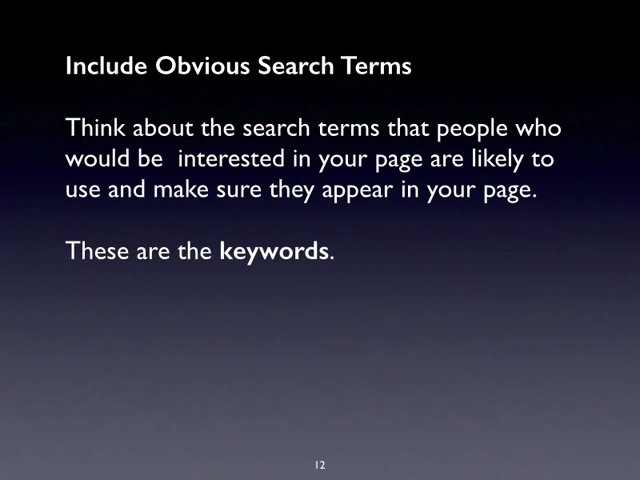 Include Obvious Search Terms
Think about the search terms that people who
would be  interested in your page are likely to
use and make sure they appear in your page.
These are the keywords.
12